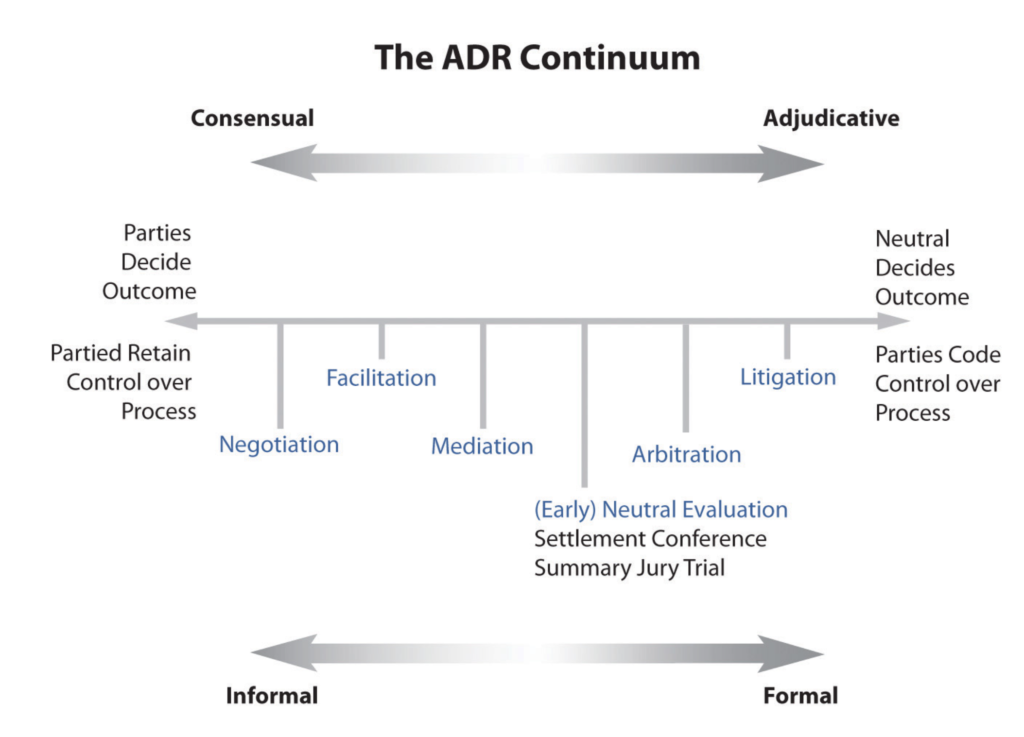 The ADR Continuum
Consensual
Adjudicative
Parties
Decide
Outcome
Neutral
Decides
Outcome
Partied Retain
Control over
Process
Parties Code
Control over
Process
Facilitation
Litigation
Negotiation
Mediation
Arbitration
(Early) Neutral Evaluation
Settlement Conference
Summary Jury Trial
Informal
Formal